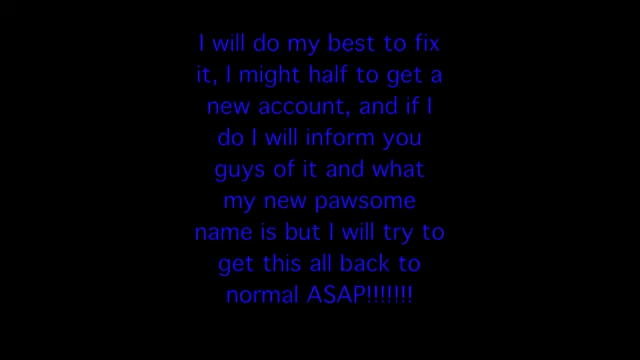 I will do my best to fix
it, I might half to get a
new account, and if I
do I will inform you
guys of it and what
my new pawsome
name is but I will try to
get this all back to
normal ASAP!!!!!!!